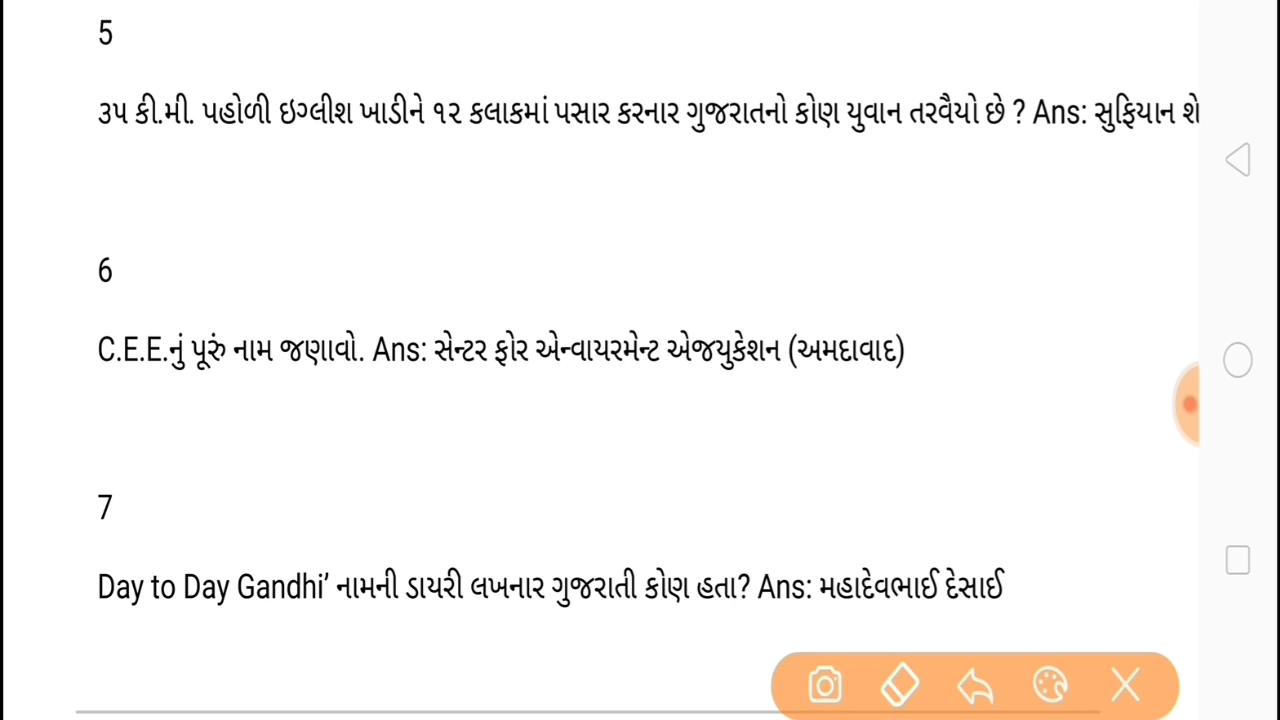 5
૩૫ કી.મી. પહોળી ઇગ્લીશ ખાડીને ૧૨ કલાકમાં પસાર કરનાર ગુજરાતનો કોણ યુવાન તરવૈયો છે ? Ans: સુફિયાન શે
6
C.E.E.નું પૂરું નામ જણાવો. Ans: સેન્ટર ફોર એન્વાયરમેન્ટ એજયુકેશન (અમદાવાદ)
7
Day to Day Gandhi’ નામની ડાયરી લખનાર ગુજરાતી કોણ હતા? Ans: મહાદેવભાઈ દેસાઈ